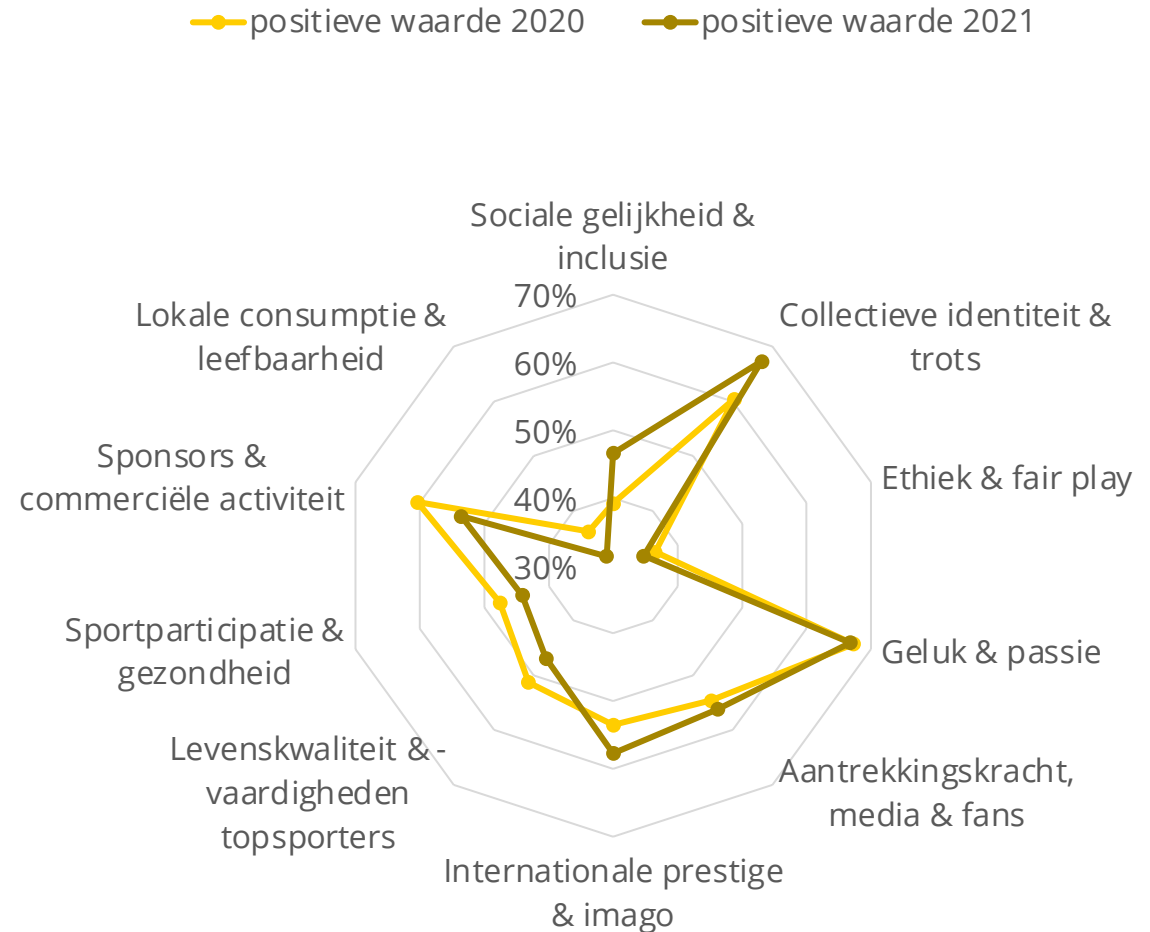 positieve waarde 2020
positieve waarde 2021
Sociale gelijkheid &
inclusie
70%
60%
50%
40%
30%
Collectieve identiteit &
trots
Ethiek & fair play
Geluk & passie
Aantrekkingskracht,
media & fans
Internationale prestige
& imago
Levenskwaliteit & -
vaardigheden
topsporters
Sportparticipatie &
gezondheid
Sponsors &
commerciële activiteit
Lokale consumptie &
leefbaarheid